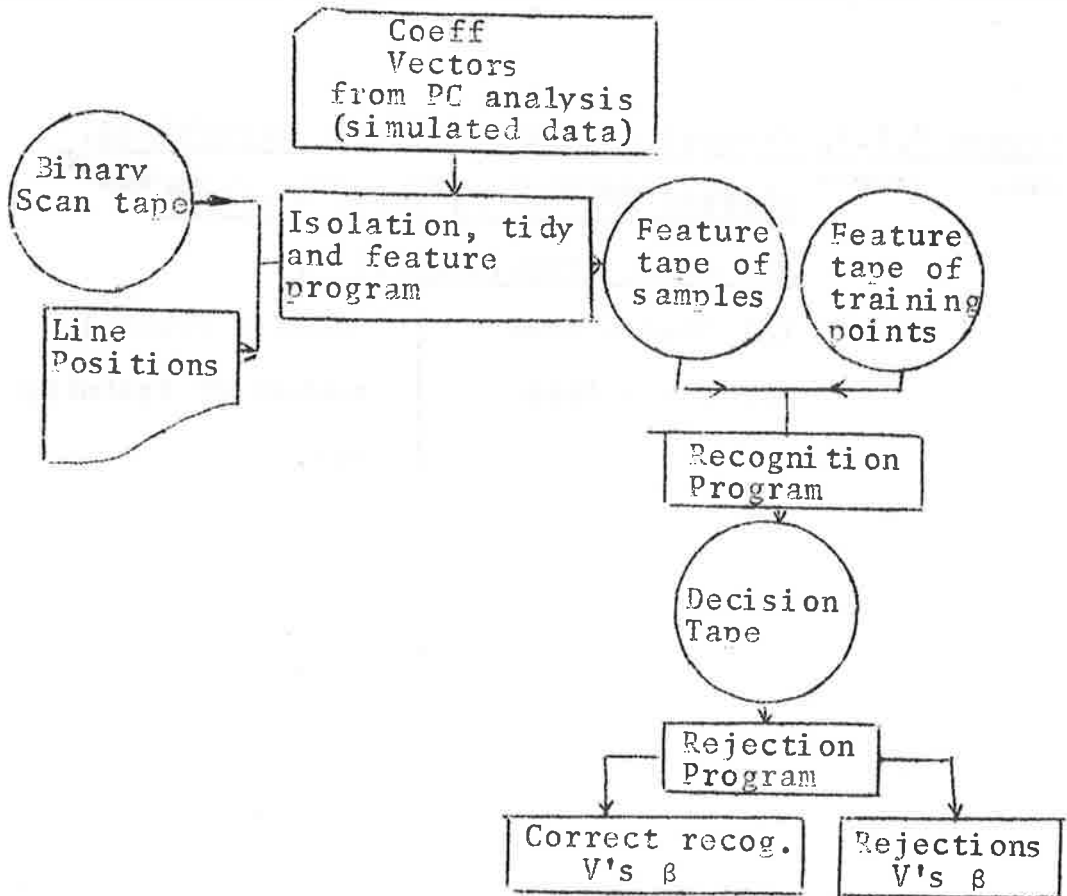 Coeff
Vectors
from PC analysis
(simulated data)
Binary
Scan tape
Isolation, tidy
and feature
program
Feature
tape of
samples
Feature
tape of
training
points
Line
Positions
Recognition
Program
Decision
Tape
Rejection
Program
Correct recog.
V's β
Rejections
V's β